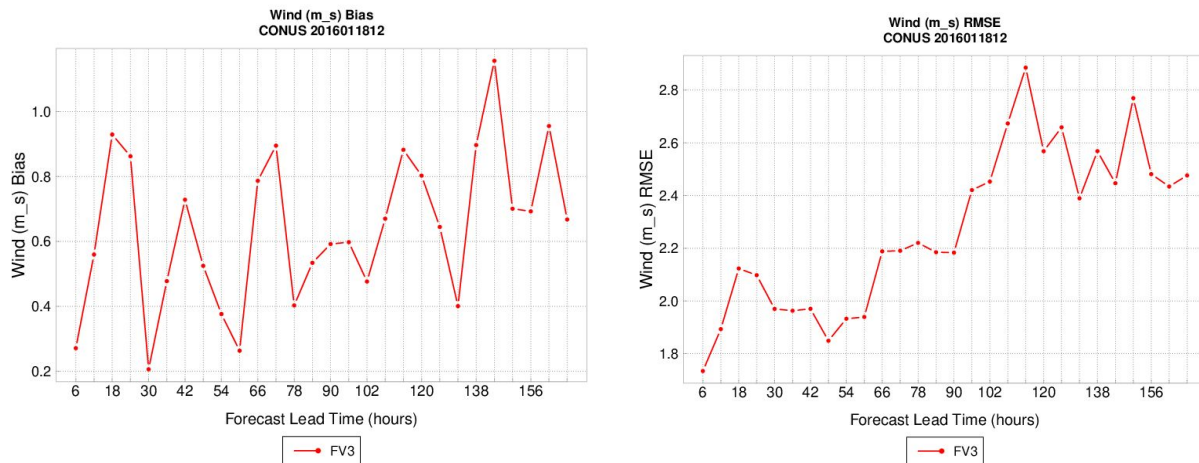 Wind (m_s) Bias
CONUS 2016011812
Wind (m_s) Bias
1.0
0.8
0.6
0.4
0.2
6 18 30 42 54 66 78 90 102 120 138 156
Forecast Lead Time (hours)
FV3
Wind (m_s) RMSE
CONUS 2016011812
Wind (m_s) RMSE
2.8
2.6
2.4
2.2
2.0
1.8
6 18 30 42 54 66 78 90 102 120 138 156
Forecast Lead Time (hours)
FV3